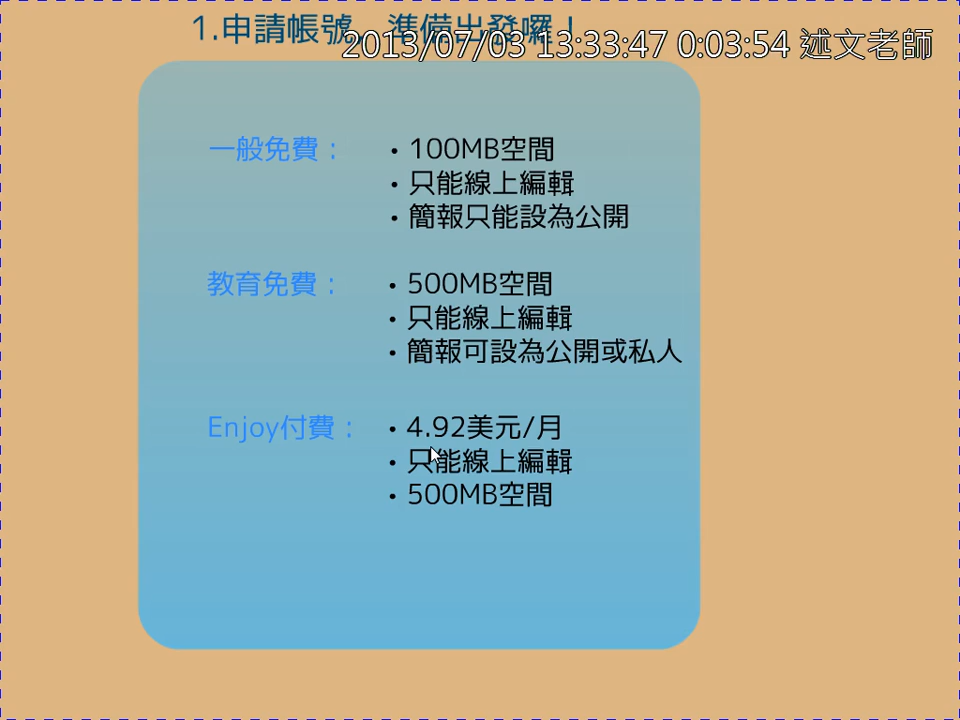 1.申請帳號，準備出發囉！
2013/07/03 13:33:47 0:03:54 述文老師
一般免費：
• 100MB空間
• 只能線上編輯
• 簡報只能設為公開
教育免費：
• 500MB空間
• 只能線上編輯
• 簡報可設為公開或私人
Enjoy付費：
• 4.92美元/月
• 只能線上編輯
• 500MB空間